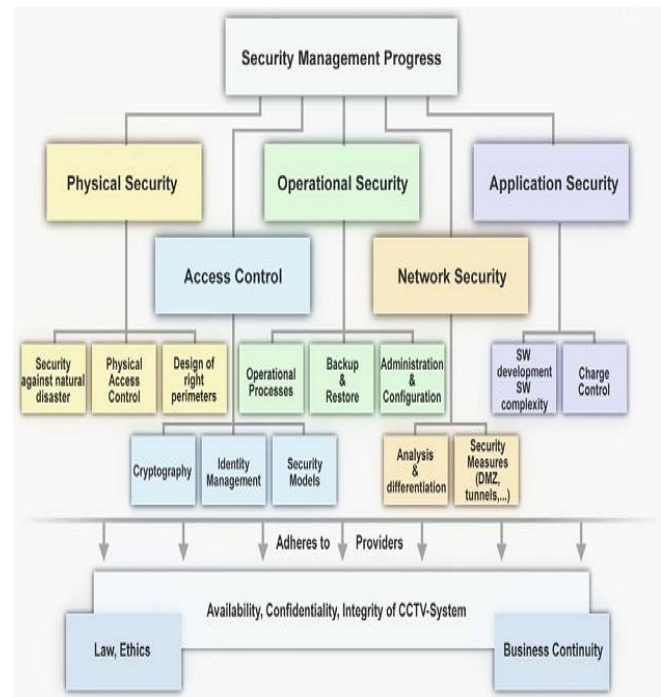 Security Management Progress
Physical Security
Operational Security
Application Security
Access Control
Network Security
Security
against natural
disaster
Physical
Access
Control
Design of
right
perimeters
Operational
Processes
Backup
&
Restore
Administration
&
Configuration
SW
development
SW
complexity
Charge
Control
Cryptography
Identity
Management
Security
Models
Analysis
&
differentiation
Security
Measures
(DMZ,
tunnels,...)
Adheres to Providers
Availability, Confidentiality, Integrity of CCTV-System
Law, Ethics
Business Continuity